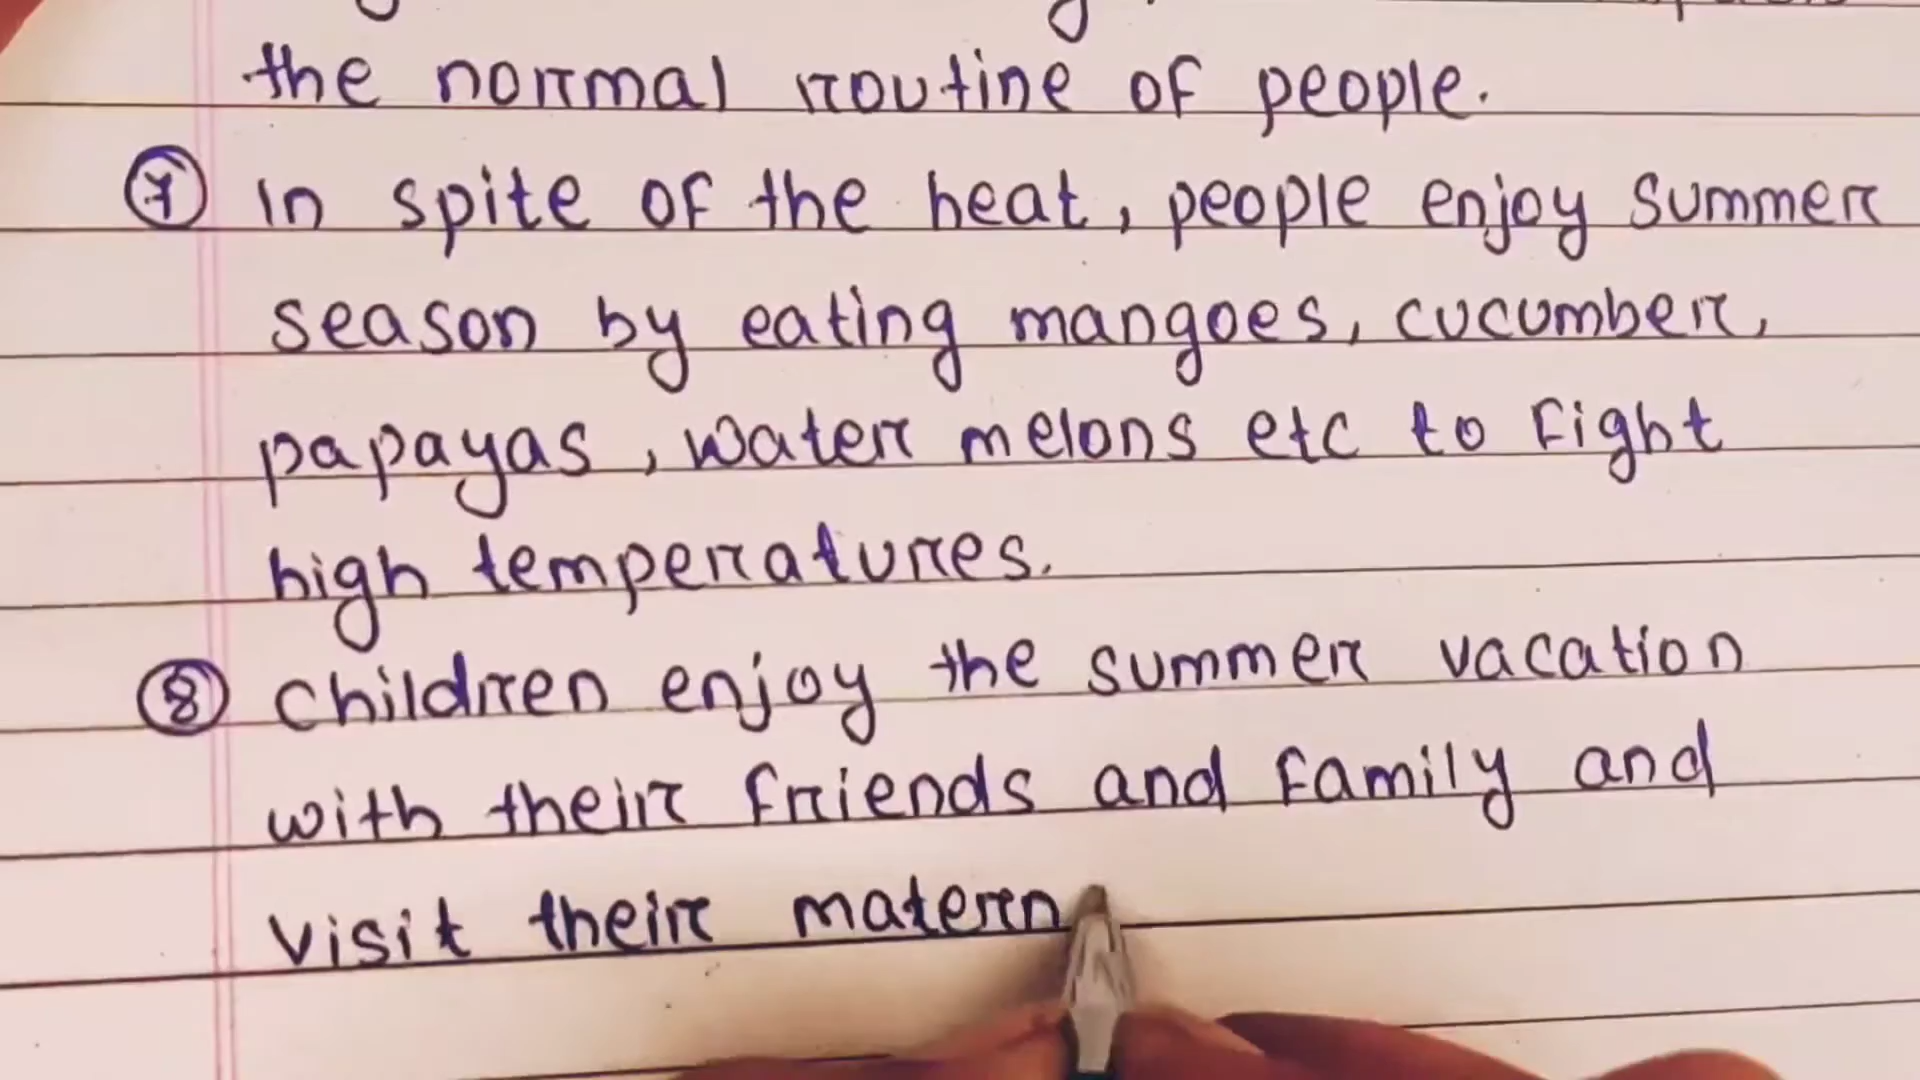 the normal routine of people.
⑦ In spite of the heat, people enjoy summer
season by eating mangoes, cucumber,
papayas, water melons etc to fight
high temperatures.
⑧ children enjoy the summer vacation
with their friends and family and
visit their matern